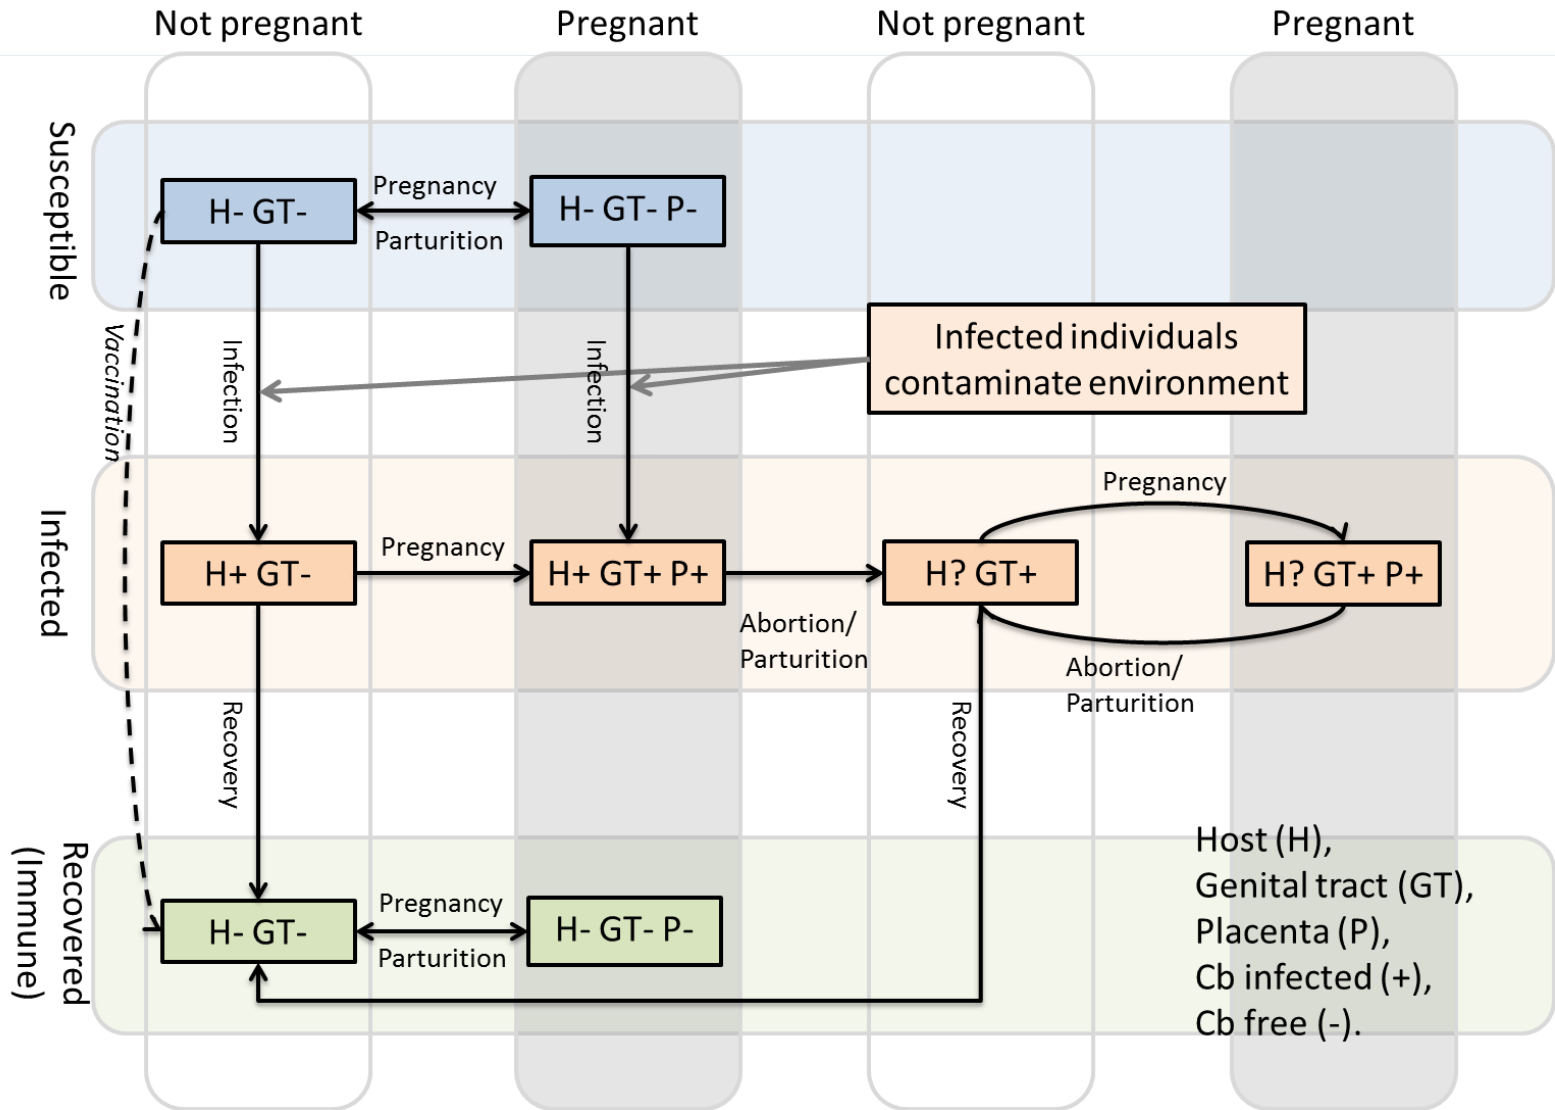 Not pregnant
Pregnant
Not pregnant
Pregnant
Susceptible
H- GT-
Pregnancy
Parturition
H- GT- P-
Vaccination
Infection
Infection
Infected individuals
contaminate environment
Infected
H+ GT-
Pregnancy
H+ GT+ P+
Abortion/
Parturition
H? GT+
Pregnancy
H? GT+ P+
Abortion/
Parturition
Recovery
Recovery
Recovered
(Immune)
H- GT-
Pregnancy
Parturition
H- GT- P-
Host (H),
Genital tract (GT),
Placenta (P),
Cb infected (+),
Cb free (-).